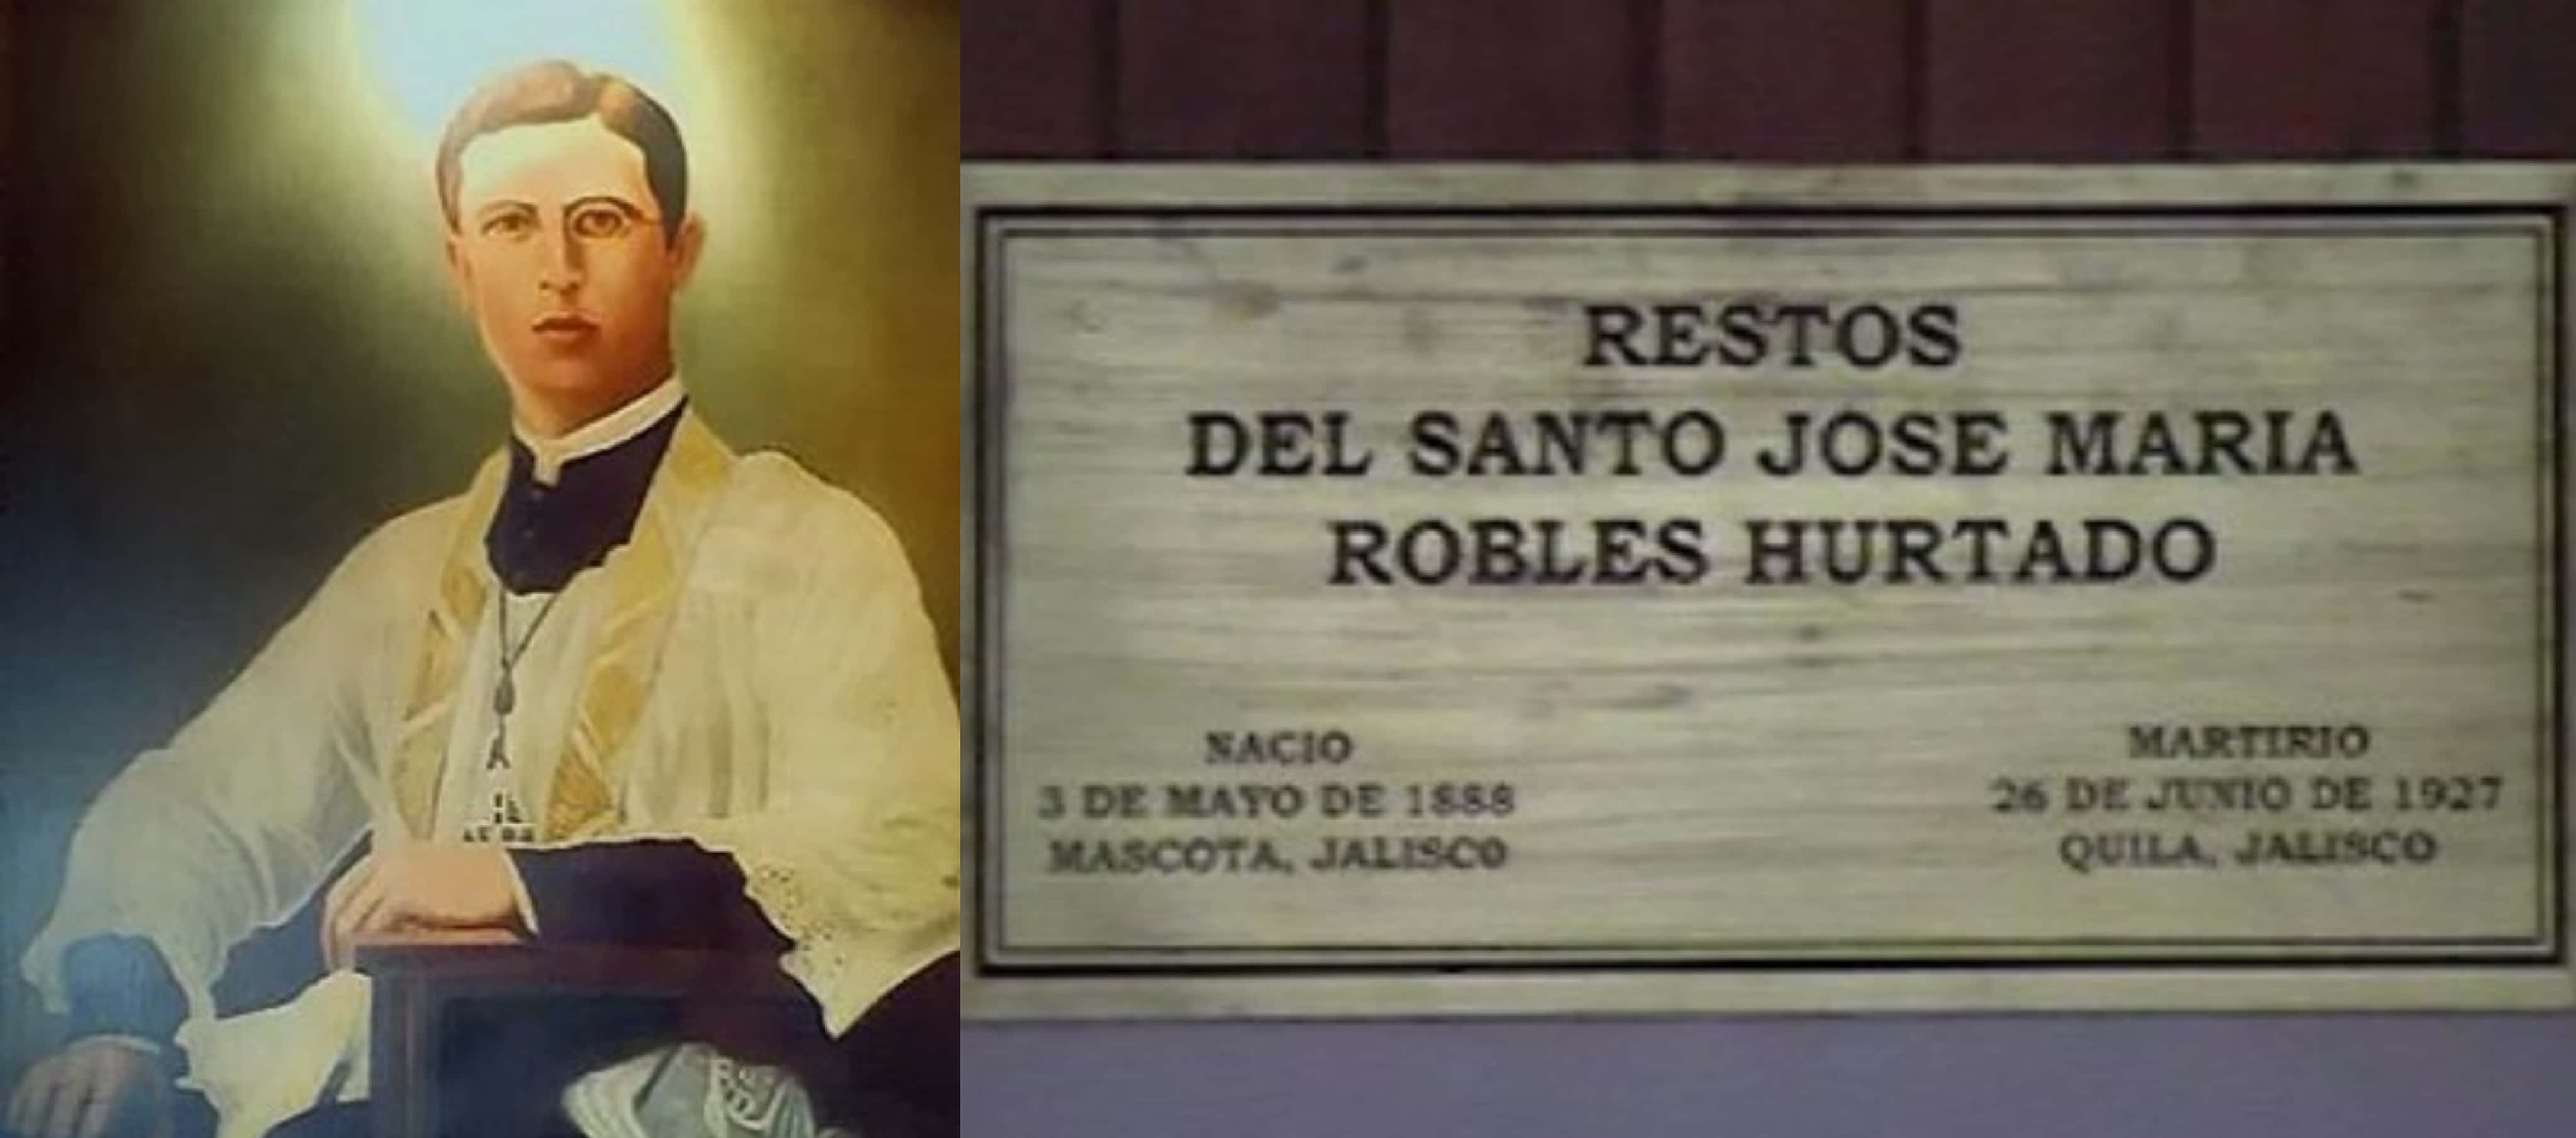 RESTOS
DEL SANTO JOSE MARIA
ROBLES HURTADO
NACIO
3 DE MAYO DE 1888
MASCOTA, JALISCO
MARTIRIO
26 DE JUNIO DE 1927
QUILA, JALISCO